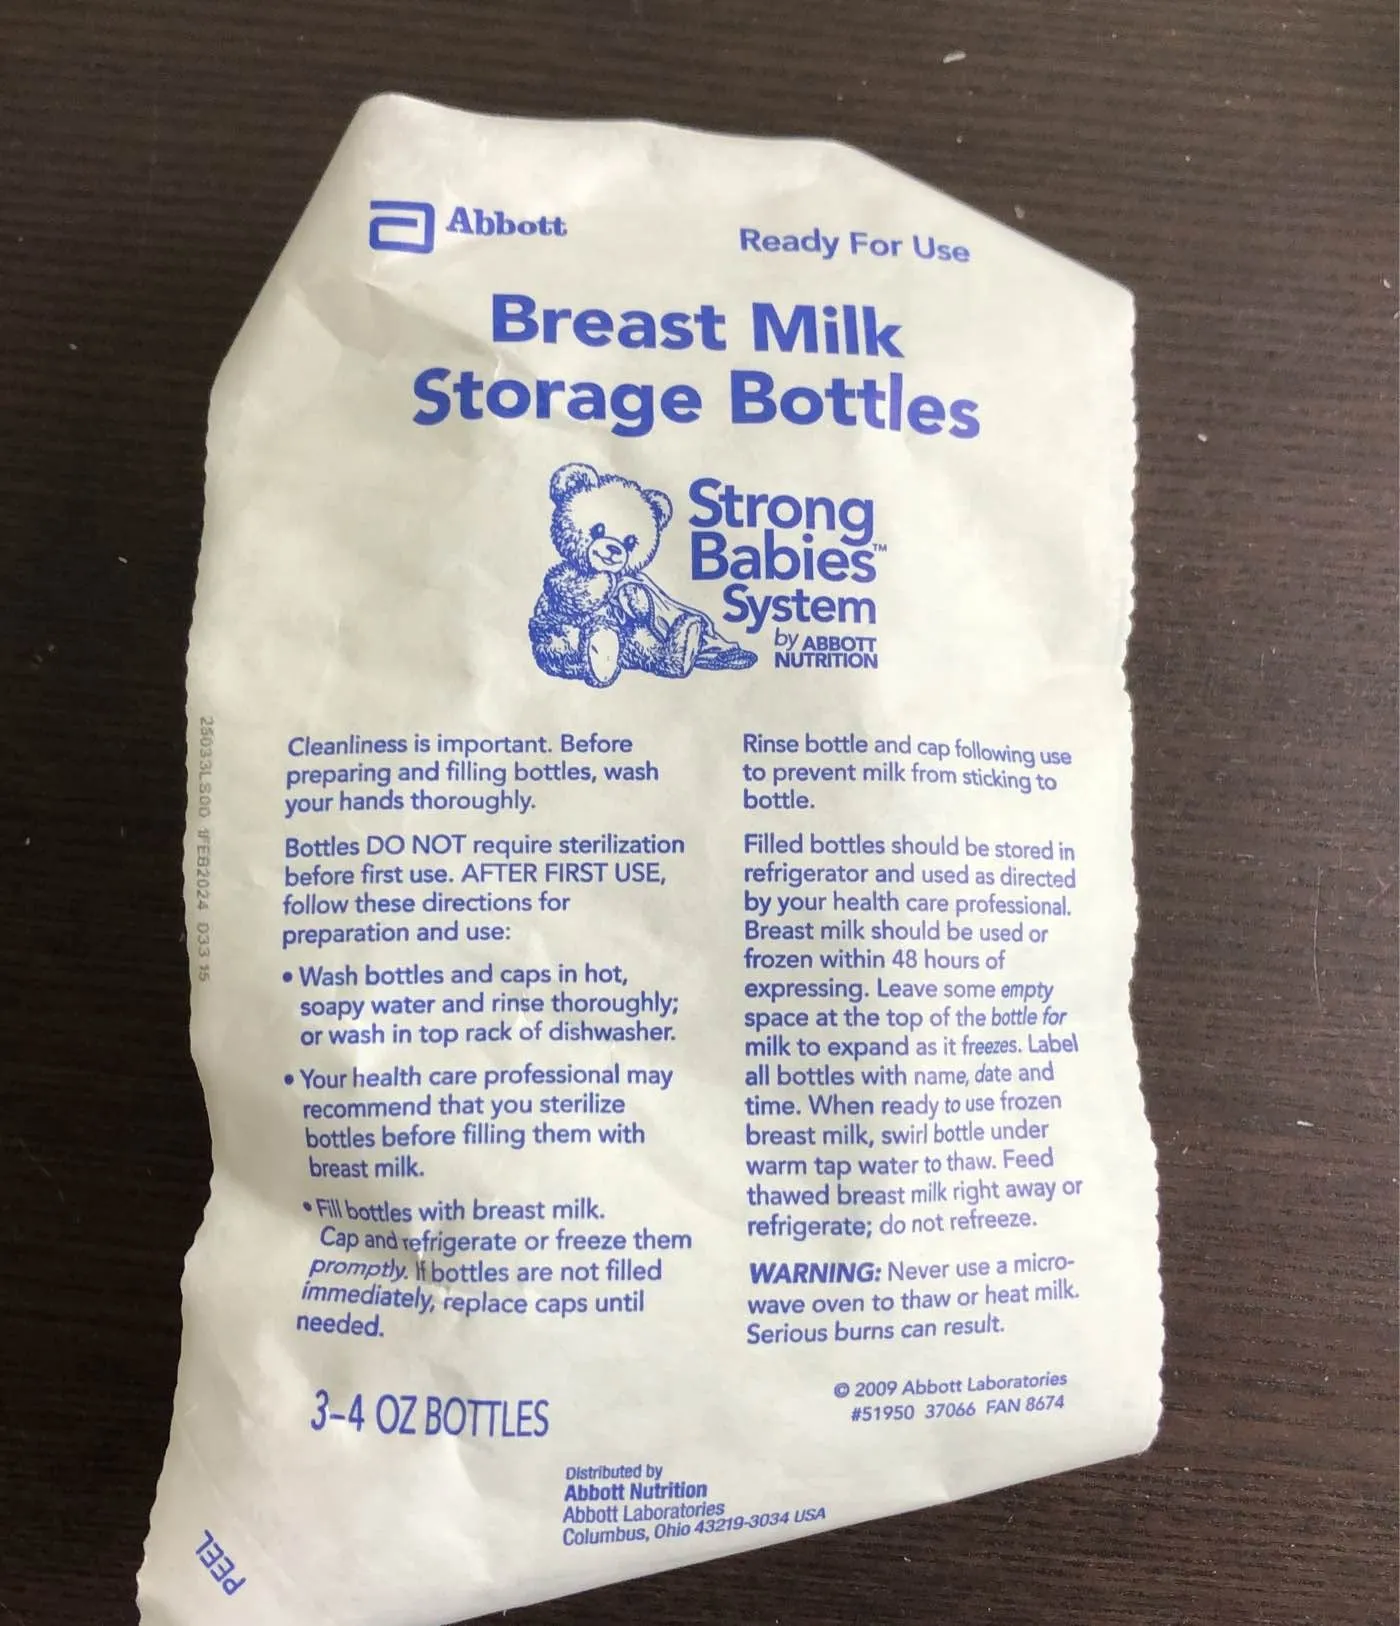 Abbott
Ready For Use
Breast Milk
Storage Bottles
Strong
Babies™
System
by ABBOTT
NUTRITION
Cleanliness is important. Before
preparing and filling bottles, wash
your hands thoroughly.
Bottles DO NOT require sterilization
before first use. AFTER FIRST USE,
follow these directions for
preparation and use:
• Wash bottles and caps in hot,
soapy water and rinse thoroughly;
or wash in top rack of dishwasher.
• Your health care professional may
recommend that you sterilize
bottles before filling them with
breast milk.
• Fill bottles with breast milk.
Cap and refrigerate or freeze them
promptly. If bottles are not filled
immediately, replace caps until
needed.
Rinse bottle and cap following use
to prevent milk from sticking to
bottle.
Filled bottles should be stored in
refrigerator and used as directed
by your health care professional.
Breast milk should be used or
frozen within 48 hours of
expressing. Leave some empty
space at the top of the bottle for
milk to expand as it freezes. Label
all bottles with name, date and
time. When ready to use frozen
breast milk, swirl bottle under
warm tap water to thaw. Feed
thawed breast milk right away or
refrigerate; do not refreeze.
WARNING: Never use a micro-
wave oven to thaw or heat milk.
Serious burns can result.
3–4 OZ BOTTLES
© 2009 Abbott Laboratories
#51950 37066 FAN 8674
Distributed by
Abbott Nutrition
Abbott Laboratories
Columbus, Ohio 43219-3034 USA
PEEL
25033LS00 1FEB2024 D33 15